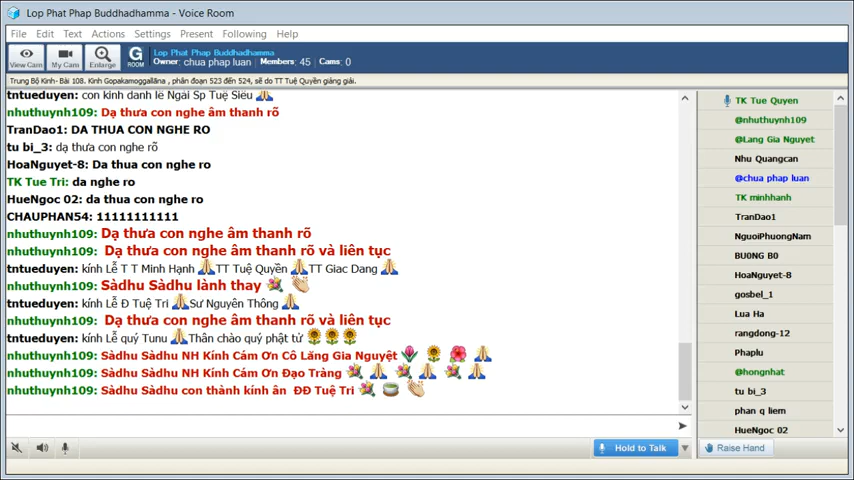 Lop Phat Phap Buddhadhamma - Voice Room
File Edit Text Actions Settings Present Following Help
View Cam My Cam Enlarge G ROOM
Lop Phat Phap Buddhadhamma
Owner: chua phap luan ; Members: 45 Cams: 0
Trung Bộ Kinh- Bài 108. Kinh Gopakamoggallāna , phân đoạn 523 đến 524, sẽ do TT Tuệ Quyền giảng giải.
tntueduyen: con kinh danh lê Ngài Sp Tuệ Siêu
nhuthuynh109: Dạ thưa con nghe âm thanh rõ
TranDao1: DA THUA CON NGHE RO
tu bi_3: dạ thưa con nghe rõ
HoaNguyet-8: Da thua con nghe ro
TK Tue Tri: da nghe ro
HueNgoc 02: da thua con nghe ro
CHAUPHAN54: 11111111111
nhuthuynh109: Dạ thưa con nghe âm thanh rõ
nhuthuynh109: Dạ thưa con nghe âm thanh rõ và liên tục
tntueduyen: kính Lễ T T Minh Hạnh TT Tuệ Quyền TT Giac Dang
nhuthuynh109: Sàdhu Sàdhu lành thay
tntueduyen: kính Lễ Đ Tuệ Tri Sư Nguyên Thông
nhuthuynh109: Dạ thưa con nghe âm thanh rõ và liên tục
tntueduyen: kính Lễ quý Tunu Thân chào quý phật tử
nhuthuynh109: Sàdhu Sàdhu NH Kính Cám Ơn Cô Lăng Gia Nguyệt
nhuthuynh109: Sàdhu Sàdhu NH Kính Cám Ơn Đạo Tràng
nhuthuynh109: Sàdhu Sàdhu con thành kính ân ĐĐ Tuệ Tri
TK Tue Quyen
@nhuthuynh109
@Lang Gia Nguyet
Nhu Quangcan
@chua phap luan
TK minhhanh
TranDao1
NguoiPhuongNam
BU0NG B0
HoaNguyet-8
gosbel_1
Lua Ha
rangdong-12
Phaplu
@hongnhat
tu bi_3
phan q liem
HueNgoc 02
Hold to Talk
Raise Hand